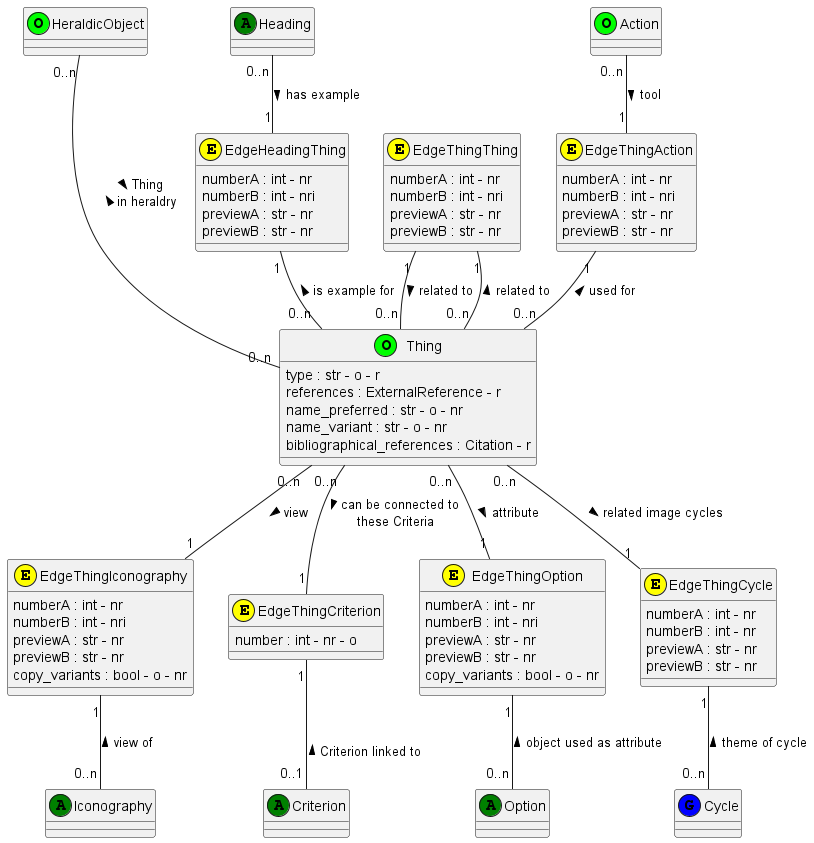 O HeraldicObject
A Heading
O Action
0..n
0..n
0..n
has example
tool
1
1
E EdgeHeadingThing
numberA : int - nr
numberB : int - nri
previewA : str - nr
previewB : str - nr
E EdgeThingThing
numberA : int - nr
numberB : int - nri
previewA : str - nr
previewB : str - nr
E EdgeThingAction
numberA : int - nr
numberB : int - nri
previewA : str - nr
previewB : str - nr
Thing
in heraldry
1
1
1
1
is example for
related to
related to
used for
0..n
0..n
0..n
0..n
0..n
O Thing
type : str - o - r
references : ExternalReference - r
name_preferred : str - o - nr
name_variant : str - o - nr
bibliographical_references : Citation - r
0..n
0..n
0..n
0..n
view
can be connected to
these Criteria
attribute
related image cycles
1
1
1
1
E EdgeThingIconography
numberA : int - nr
numberB : int - nri
previewA : str - nr
previewB : str - nr
copy_variants : bool - o - nr
E EdgeThingCriterion
number : int - nr - o
E EdgeThingOption
numberA : int - nr
numberB : int - nri
previewA : str - nr
previewB : str - nr
copy_variants : bool - o - nr
E EdgeThingCycle
numberA : int - nr
numberB : int - nr
previewA : str - nr
previewB : str - nr
1
1
1
1
view of
Criterion linked to
object used as attribute
theme of cycle
0..n
0..1
0..n
0..n
A Iconography
A Criterion
A Option
G Cycle